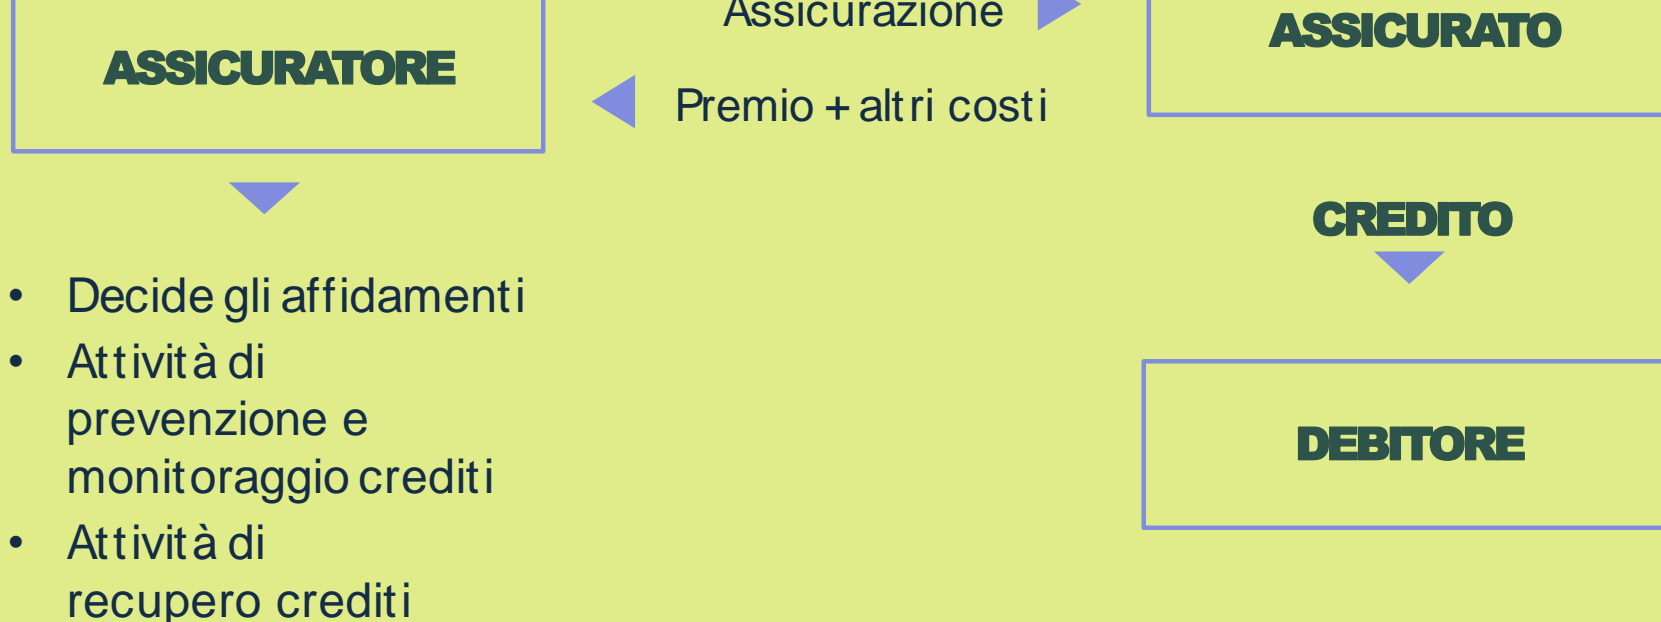 Assicurazione
ASSICURATO
ASSICURATORE
Premio + altri costi
CREDITO
• Decide gli affidamenti
• Attività di
prevenzione e
monitoraggio crediti
DEBITORE
• Attività di
recupero crediti